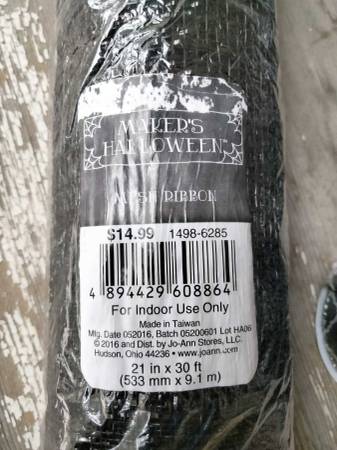 MAKER'S
HALLOWEEN
MESH RIBBON
$14.99 1498-6285
4 894429 608864
For Indoor Use Only
Made in Taiwan
Mfg. Date 052016, Batch 05200601 Lot HA06
© 2016 and Dist. by Jo-Ann Stores, LLC.
Hudson, Ohio 44236 • www.joann.com
21 in x 30 ft
(533 mm x 9.1 m)